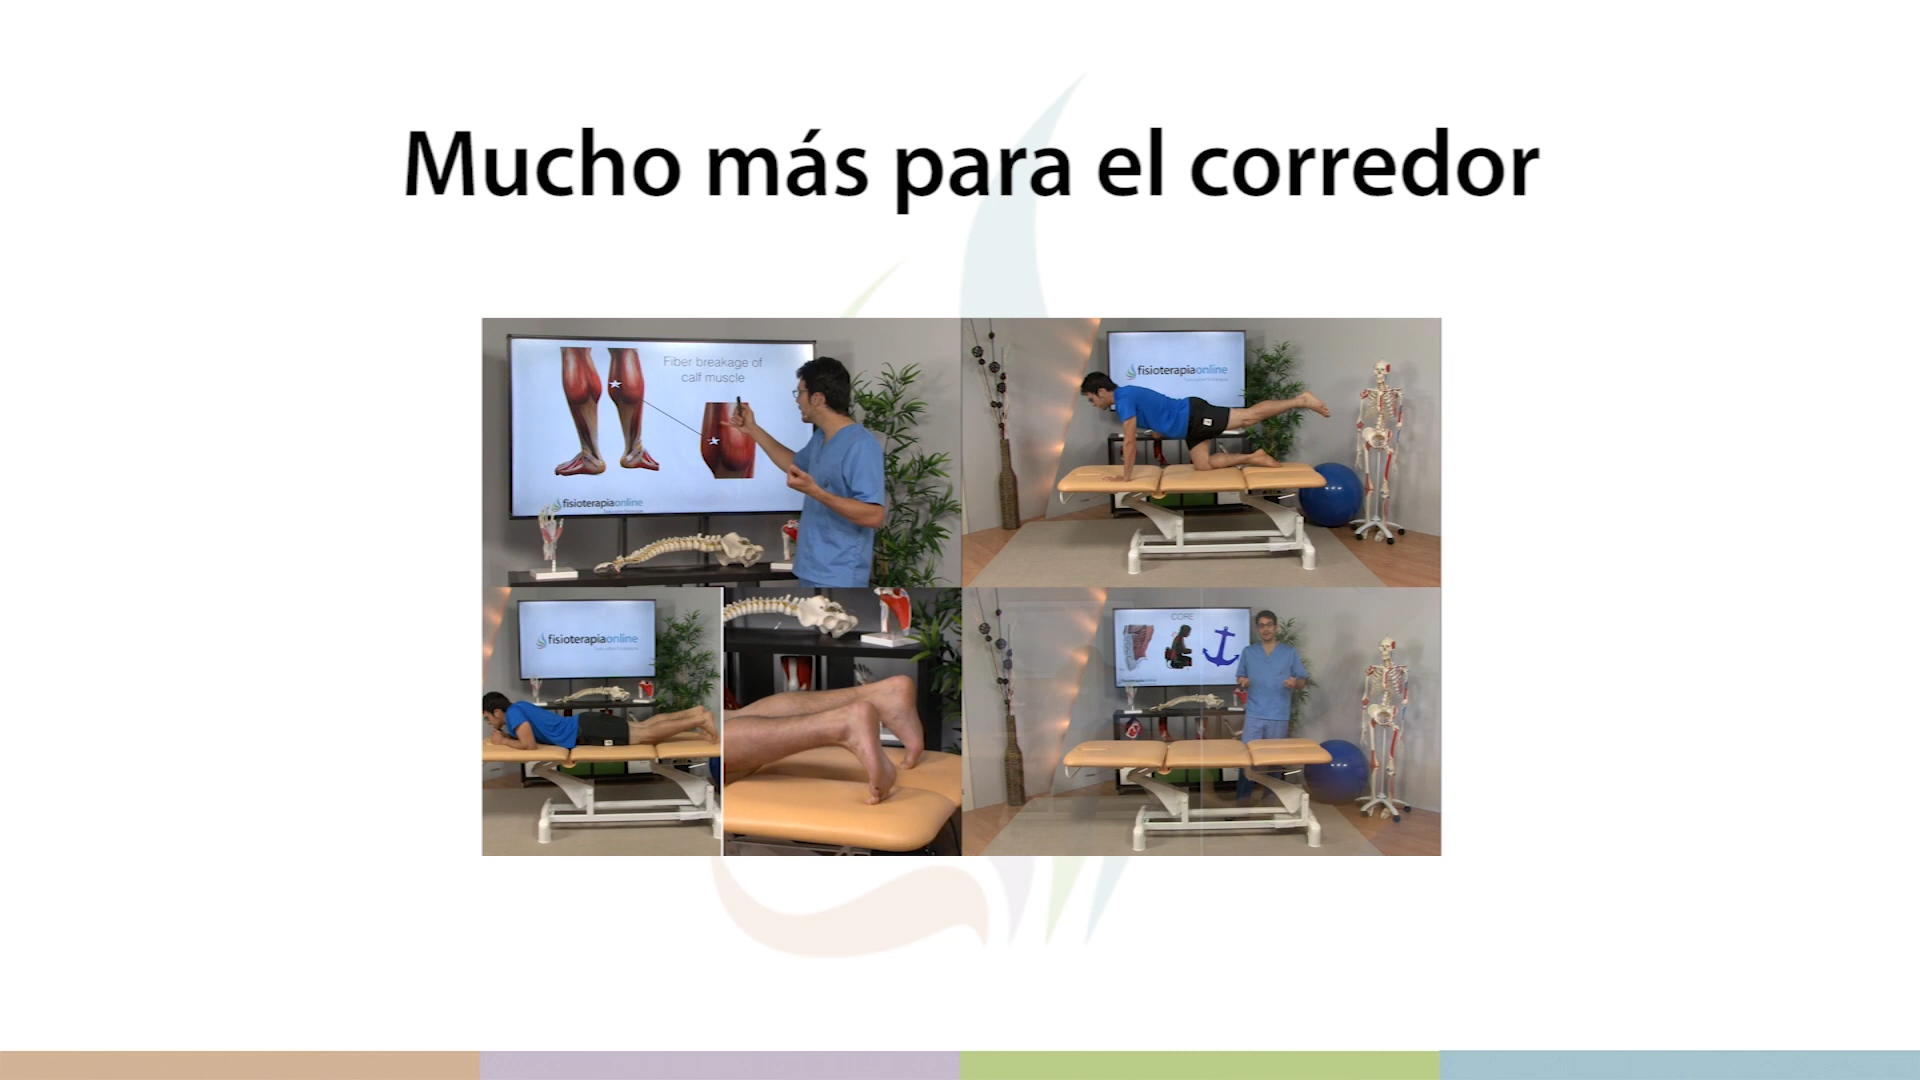 Mucho más para el corredor
Fiber breakage of
calf muscle
fisioterapiaonline
fisioterapiaonline
fisioterapiaonline
CORE